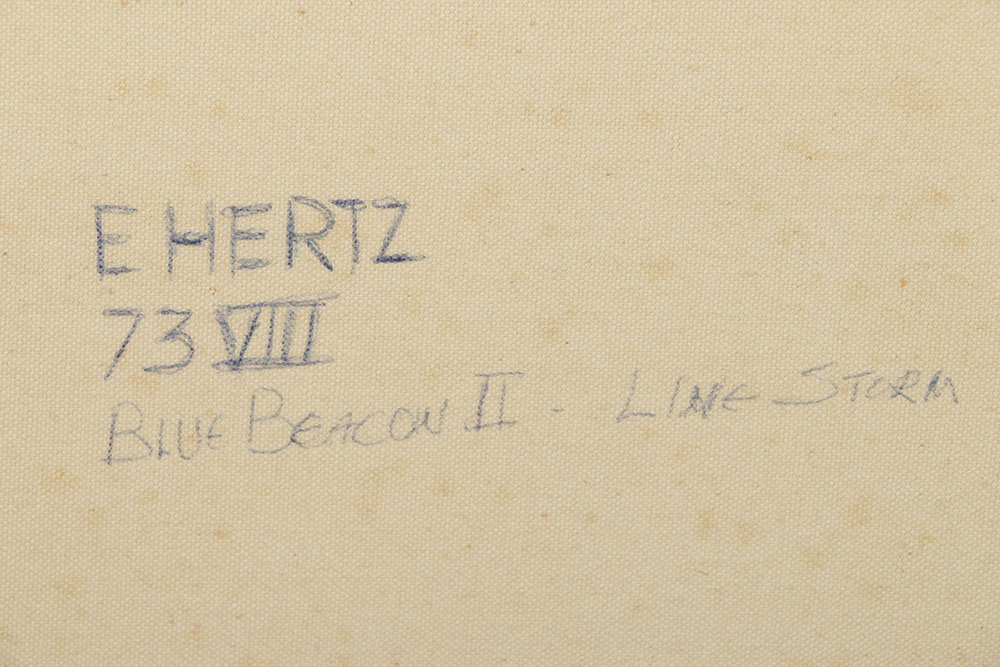 E HERTZ
73 VIII
BLUE BEACON II - LINE STORM